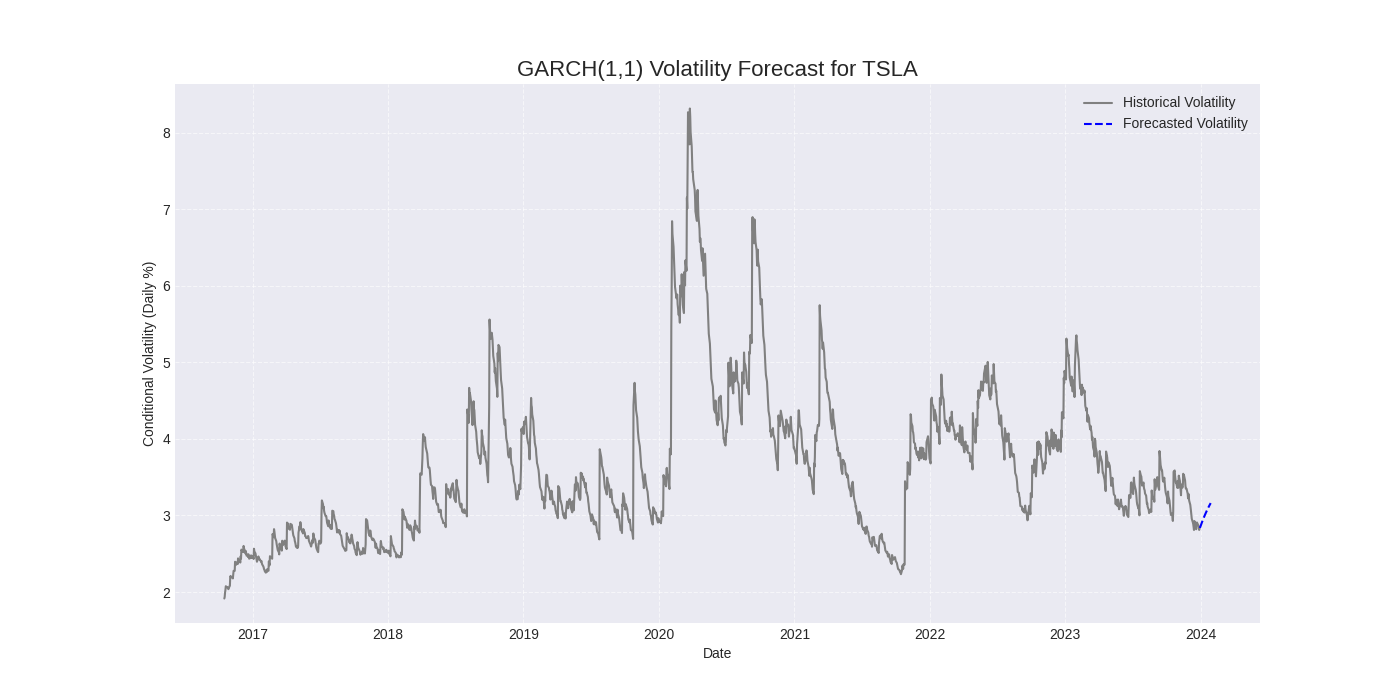 GARCH(1,1) Volatility Forecast for TSLA
Historical Volatility
Forecasted Volatility
Conditional Volatility (Daily %)
8
7
6
5
4
3
2
2017 2018 2019 2020 2021 2022 2023 2024
Date